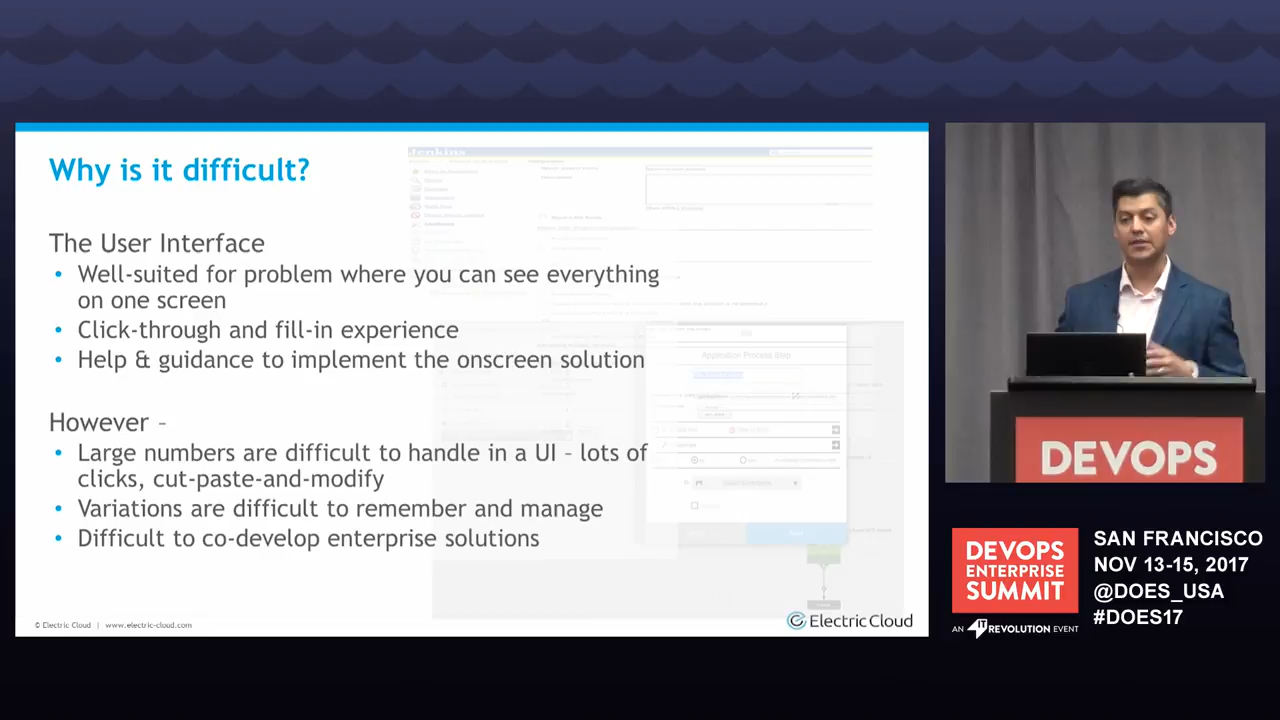 Why is it difficult?
Jenkins
The User Interface
• Well-suited for problem where you can see everything
on one screen
• Click-through and fill-in experience
• Help & guidance to implement the onscreen solution
Application Process Step
However –
• Large numbers are difficult to handle in a UI – lots of
clicks, cut-paste-and-modify
• Variations are difficult to remember and manage
• Difficult to co-develop enterprise solutions
© Electric Cloud | www.electric-cloud.com
Electric Cloud
DEVOPS
DEVOPS
ENTERPRISE
SUMMIT
AN IT REVOLUTION EVENT
SAN FRANCISCO
NOV 13-15, 2017
@DOES_USA
#DOES17